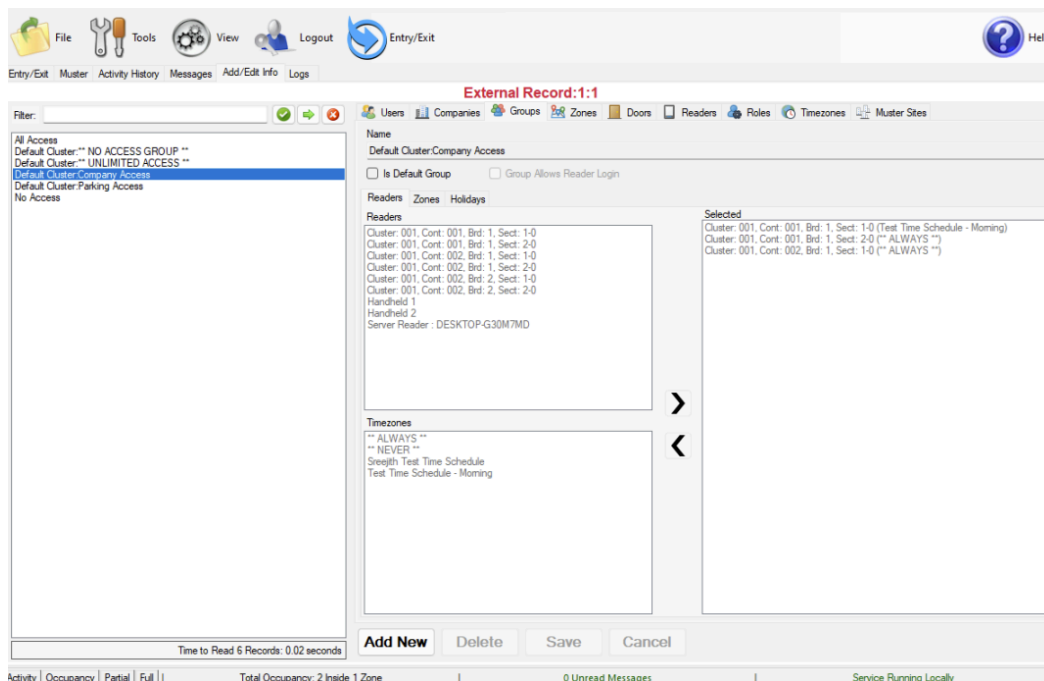 File Tools View Logout Entry/Exit
Entry/Exit Muster Activity History Messages Add/Edit Info Logs
External Record:1:1
Filter:
All Access
Default Cluster:** NO ACCESS GROUP **
Default Cluster:** UNLIMITED ACCESS **
Default Cluster:Company Access
Default Cluster:Parking Access
No Access
Time to Read 6 Records: 0.02 seconds
Users Companies Groups Zones Doors Readers Roles Timezones Muster Sites
Name
Default Cluster:Company Access
Is Default Group Group Allows Reader Login
Readers Zones Holidays
Readers
Cluster: 001, Cont: 001, Brd: 1, Sect: 1-0
Cluster: 001, Cont: 001, Brd: 1, Sect: 2-0
Cluster: 001, Cont: 002, Brd: 1, Sect: 1-0
Cluster: 001, Cont: 002, Brd: 1, Sect: 2-0
Cluster: 001, Cont: 002, Brd: 2, Sect: 1-0
Cluster: 001, Cont: 002, Brd: 2, Sect: 2-0
Handheld 1
Handheld 2
Server Reader : DESKTOP-G30M7MD
Timezones
** ALWAYS **
** NEVER **
Sreejith Test Time Schedule
Test Time Schedule - Morning
Selected
Cluster: 001, Cont: 001, Brd: 1, Sect: 1-0 (Test Time Schedule - Morning)
Cluster: 001, Cont: 001, Brd: 1, Sect: 2-0 (** ALWAYS **)
Cluster: 001, Cont: 002, Brd: 1, Sect: 1-0 (** ALWAYS **)
Add New Delete Save Cancel
Activity Occupancy Partial Full Total Occupancy: 2 Inside 1 Zone | 0 Unread Messages | Service Running Locally